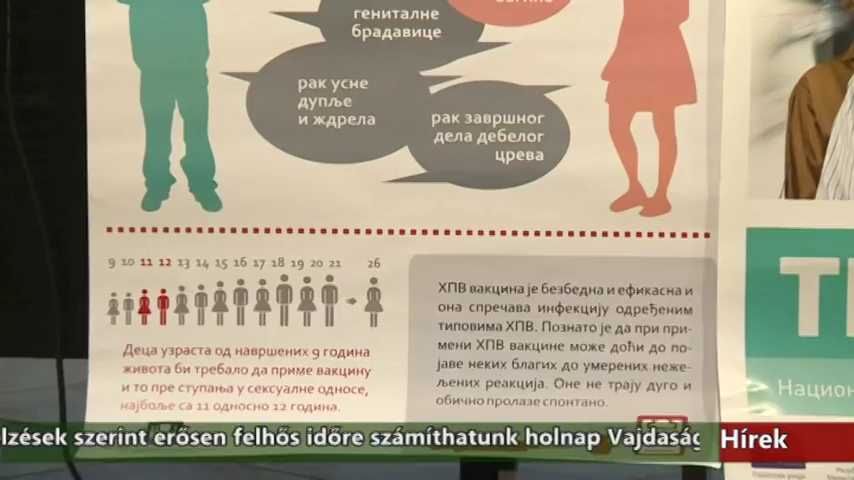 гениталне
брадавице
рак усне
дупље
и ждрела
рак завршног
дела дебелог
црева
9 10 11 12 13 14 15 16 17 18 19 20 21 26
Деца узраста од навршених 9 година
живота би требало да приме вакцину
и то пре ступања у сексуалне односе,
најбоље са 11 односно 12 година.
ХПВ вакцина је безбедна и ефикасна и
она спречава инфекцију одређеним
типовима ХПВ. Познато је да при при-
мени ХПВ вакцине може доћи до по-
јаве неких благих до умерених неже-
љених реакција. Оне не трају дуго и
обично пролазе спонтано.
Национ
lzések szerint erősen felhős időre számíthatunk holnap Vajdaság
Hírek